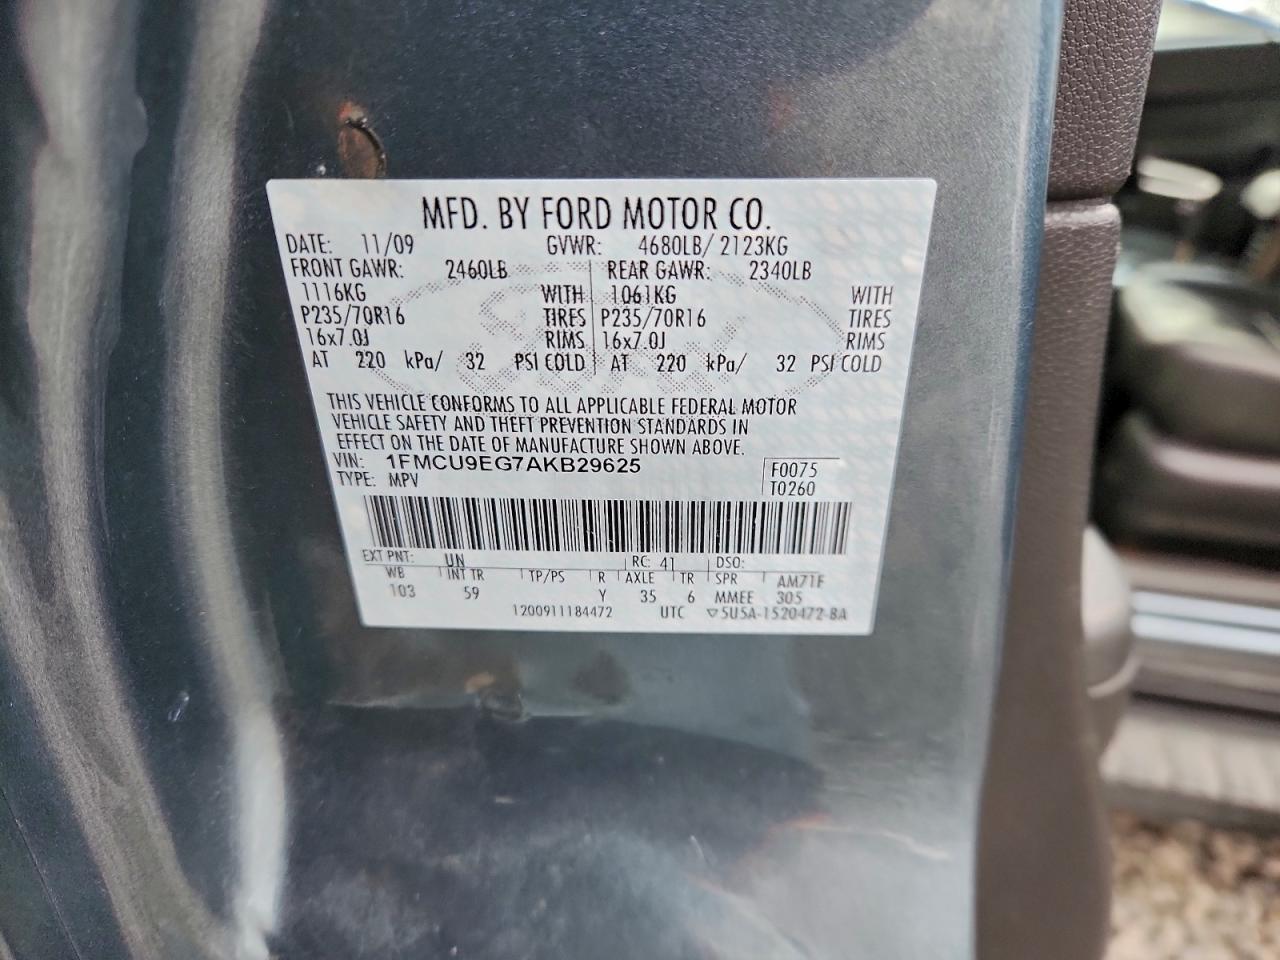 MFD. BY FORD MOTOR CO.
DATE: 11/09 GVWR: 4680LB/ 2123KG
FRONT GAWR: 2460LB REAR GAWR: 2340LB
1116KG WITH 1061KG WITH
P235/70R16 TIRES P235/70R16 TIRES
16x7.0J RIMS 16x7.0J RIMS
AT 220 kPa/ 32 PSI COLD AT 220 kPa/ 32 PSI COLD
THIS VEHICLE CONFORMS TO ALL APPLICABLE FEDERAL MOTOR
VEHICLE SAFETY AND THEFT PREVENTION STANDARDS IN
EFFECT ON THE DATE OF MANUFACTURE SHOWN ABOVE.
VIN: 1FMCU9EG7AKB29625 F0075
TYPE: MPV T0260
EXT PNT: UN RC: 41 DSO:
WB INT TR TP/PS R AXLE TR SPR AM71F
103 59 Y 35 6 MMEE 305
1200911184472 UTC ▽5U5A-1520472-BA